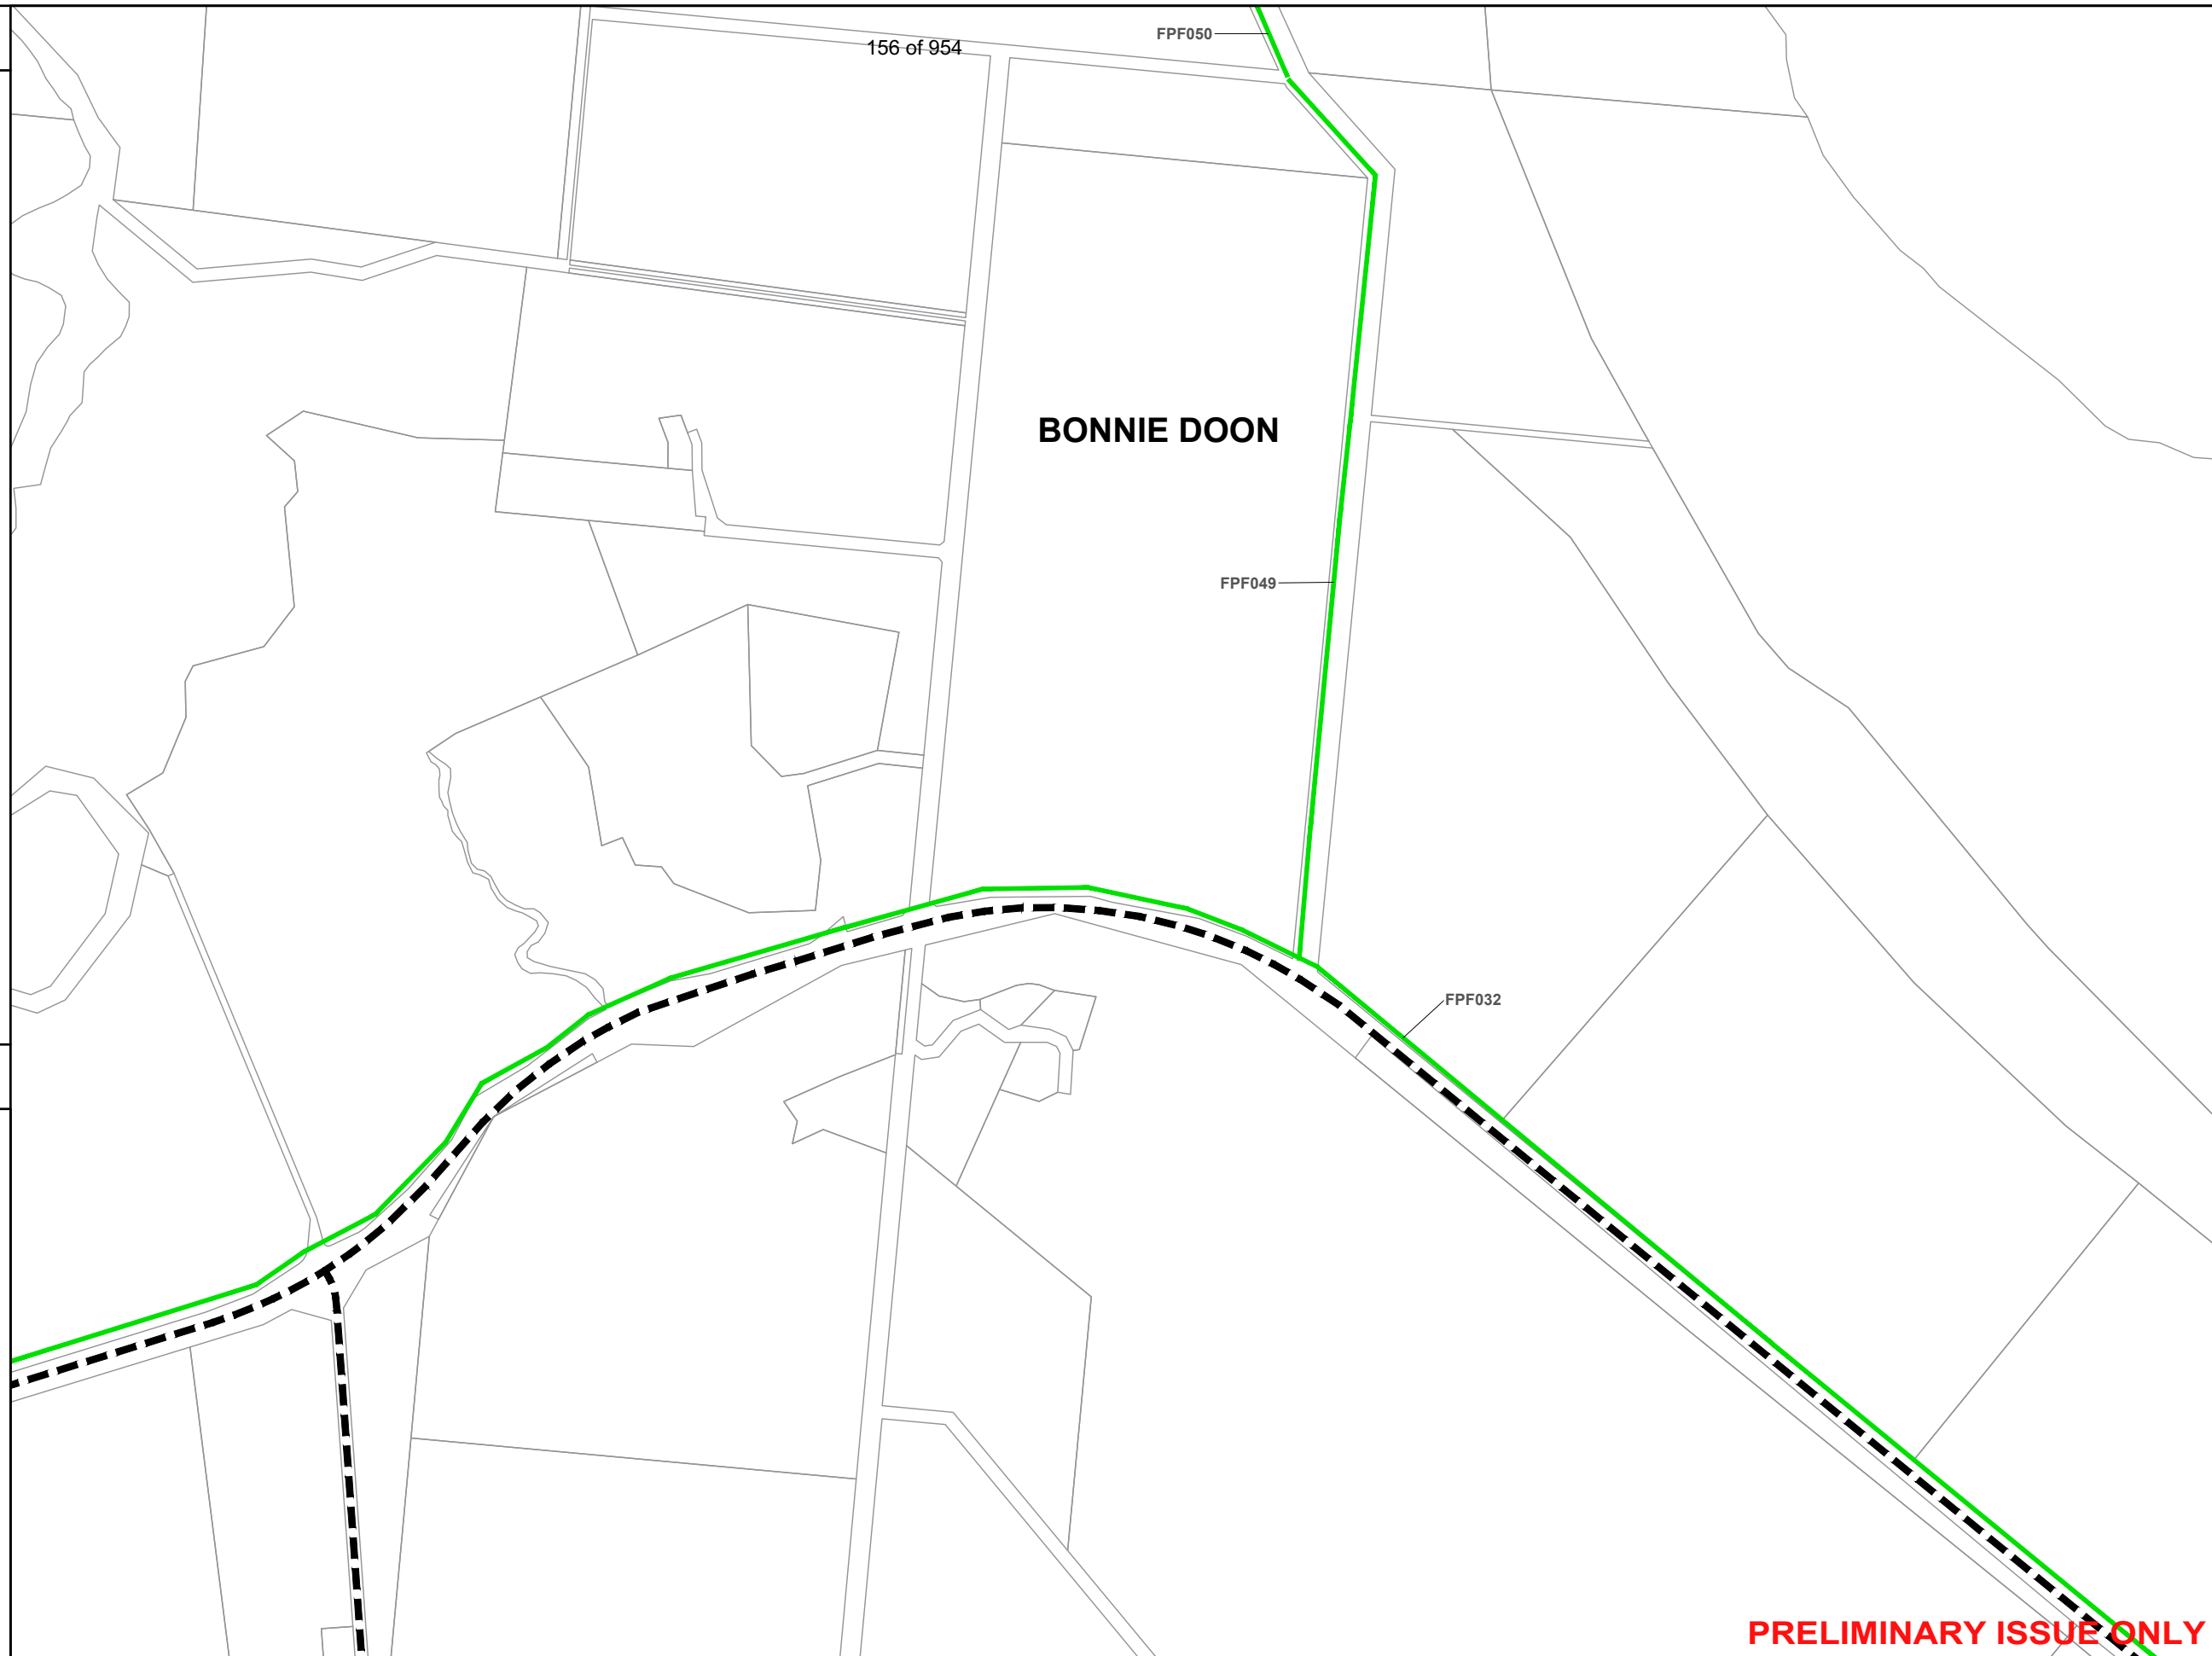 FPF050
156 of 954
BONNIE DOON
FPF049
FPF032
PRELIMINARY ISSUE ONLY